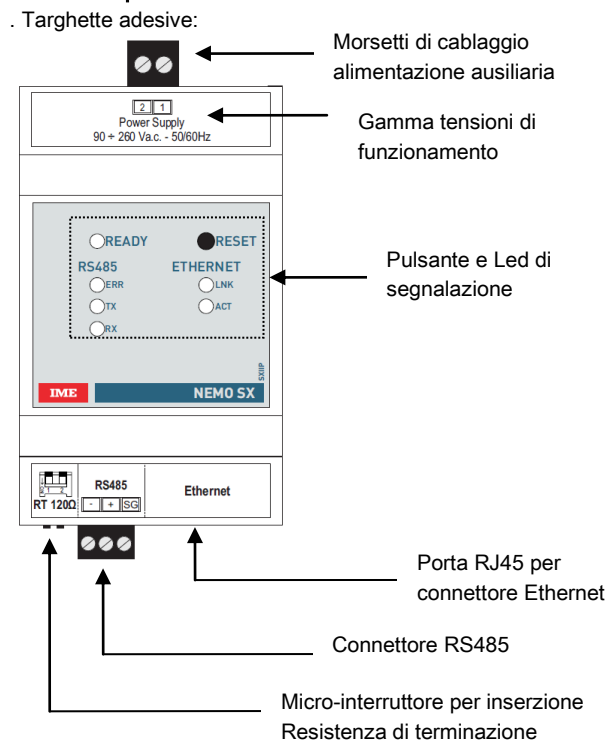 . Targhette adesive:
Morsetti di cablaggio
alimentazione ausiliaria
2 1
Power Supply
90 ÷ 260 Va.c. - 50/60Hz
Gamma tensioni di
funzionamento
READY RESET
RS485 ETHERNET
ERR LNK
TX ACT
RX
Pulsante e Led di
segnalazione
SXIIP
IME NEMO SX
1 2
RT 120Ω
RS485
- + SG
Ethernet
Porta RJ45 per
connettore Ethernet
Connettore RS485
Micro-interruttore per inserzione
Resistenza di terminazione